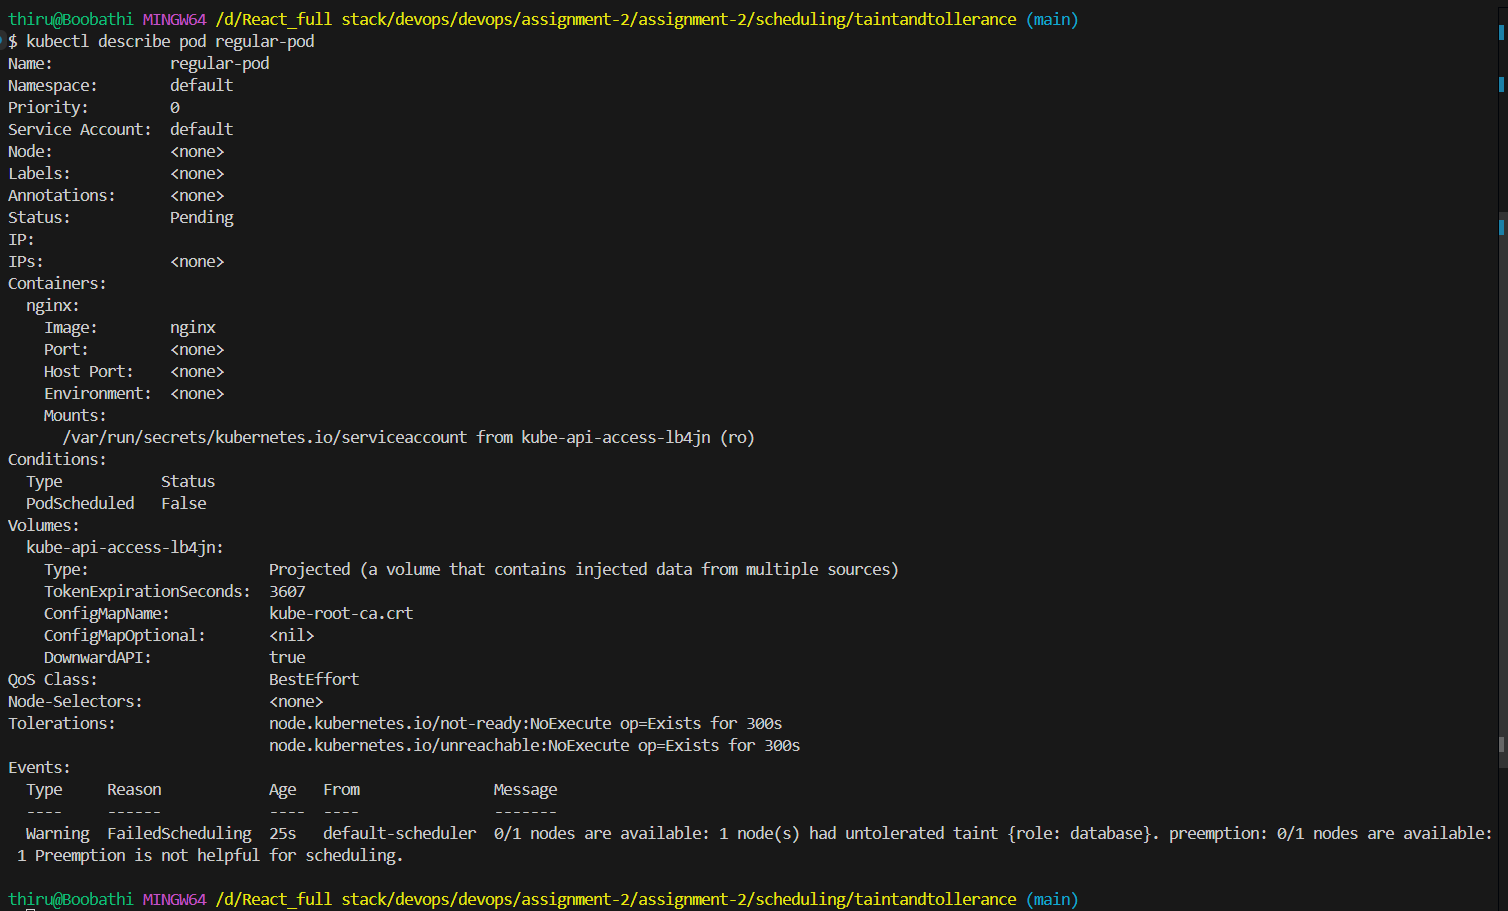 thiru@Boobathi MINGW64 /d/React_full stack/devops/devops/assignment-2/assignment-2/scheduling/taintandtollerance (main)
$ kubectl describe pod regular-pod
Name:             regular-pod
Namespace:        default
Priority:         0
Service Account:  default
Node:             <none>
Labels:           <none>
Annotations:      <none>
Status:           Pending
IP:
IPs:              <none>
Containers:
  nginx:
    Image:        nginx
    Port:         <none>
    Host Port:    <none>
    Environment:  <none>
    Mounts:
      /var/run/secrets/kubernetes.io/serviceaccount from kube-api-access-lb4jn (ro)
Conditions:
  Type           Status
  PodScheduled   False
Volumes:
  kube-api-access-lb4jn:
    Type:                    Projected (a volume that contains injected data from multiple sources)
    TokenExpirationSeconds:  3607
    ConfigMapName:           kube-root-ca.crt
    ConfigMapOptional:       <nil>
    DownwardAPI:             true
QoS Class:                   BestEffort
Node-Selectors:              <none>
Tolerations:                 node.kubernetes.io/not-ready:NoExecute op=Exists for 300s
                             node.kubernetes.io/unreachable:NoExecute op=Exists for 300s
Events:
  Type     Reason            Age   From               Message
  ----     ------            ----  ----               -------
  Warning  FailedScheduling  25s   default-scheduler  0/1 nodes are available: 1 node(s) had untolerated taint {role: database}. preemption: 0/1 nodes are available:
 1 Preemption is not helpful for scheduling.
thiru@Boobathi MINGW64 /d/React_full stack/devops/devops/assignment-2/assignment-2/scheduling/taintandtollerance (main)